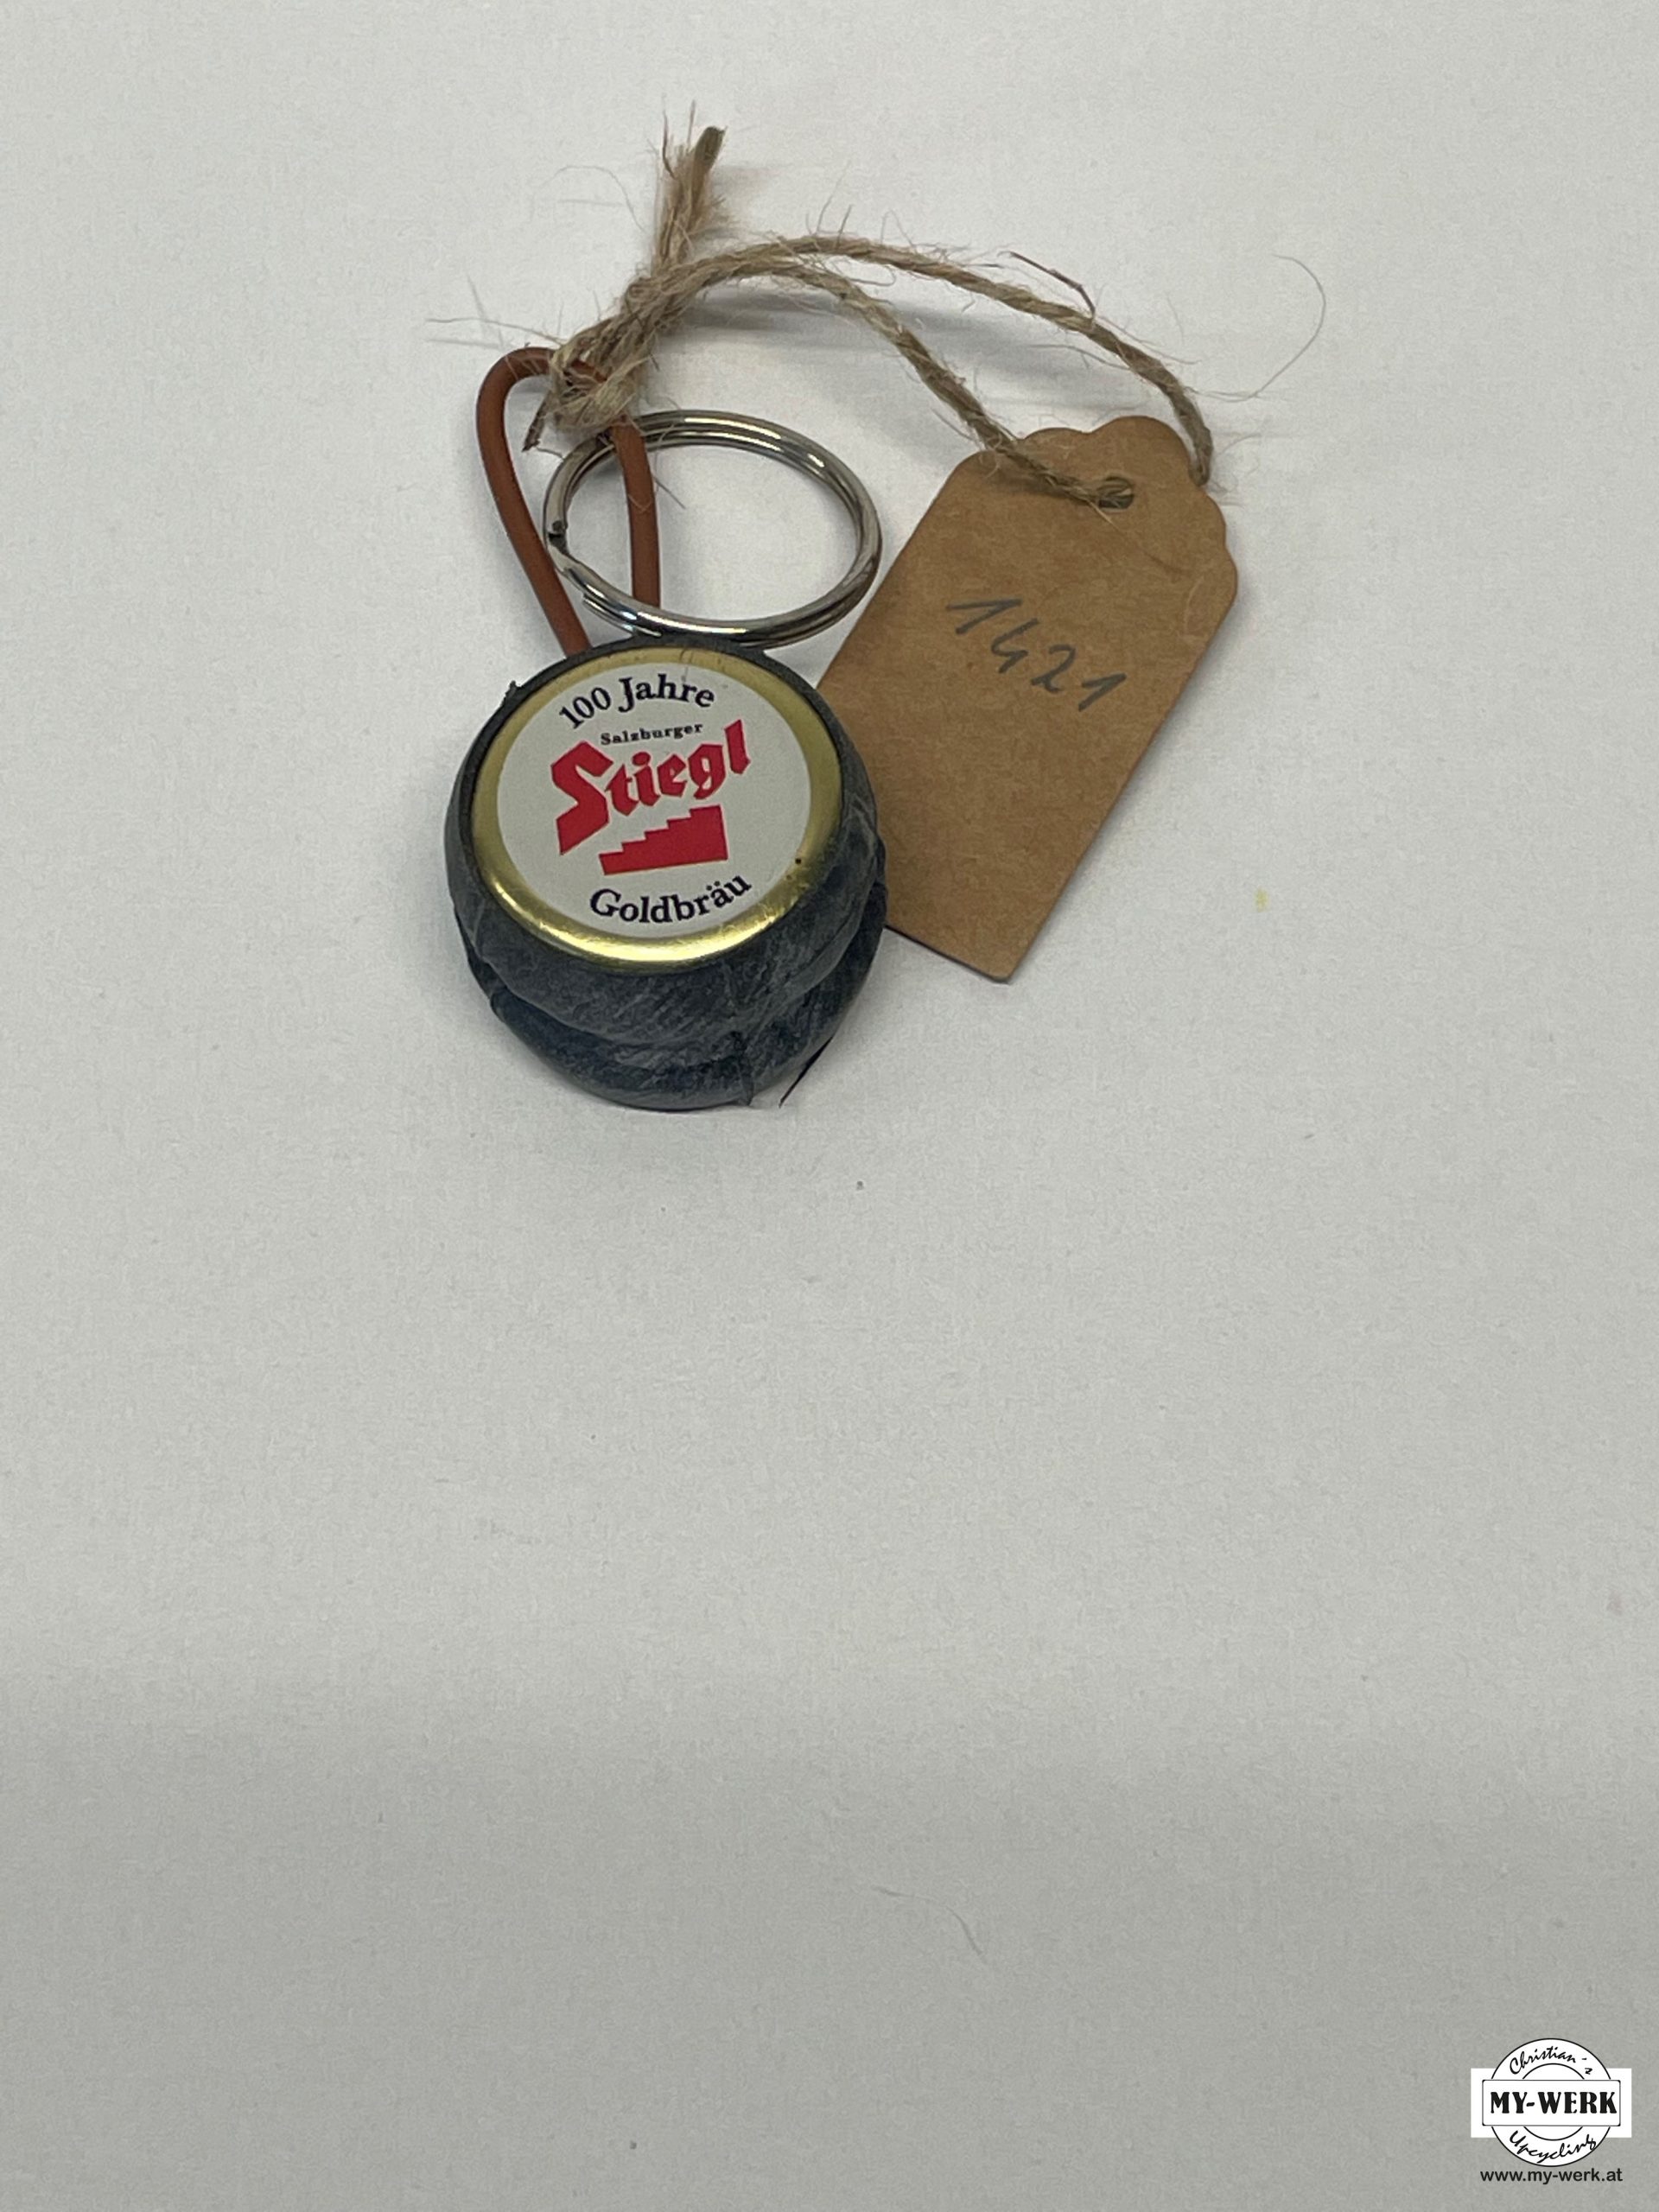 1421
100 Jahre
Salzburger
Stiegl
Goldbräu
Christian´s
MY-WERK
Upcycling
www.my-werk.at